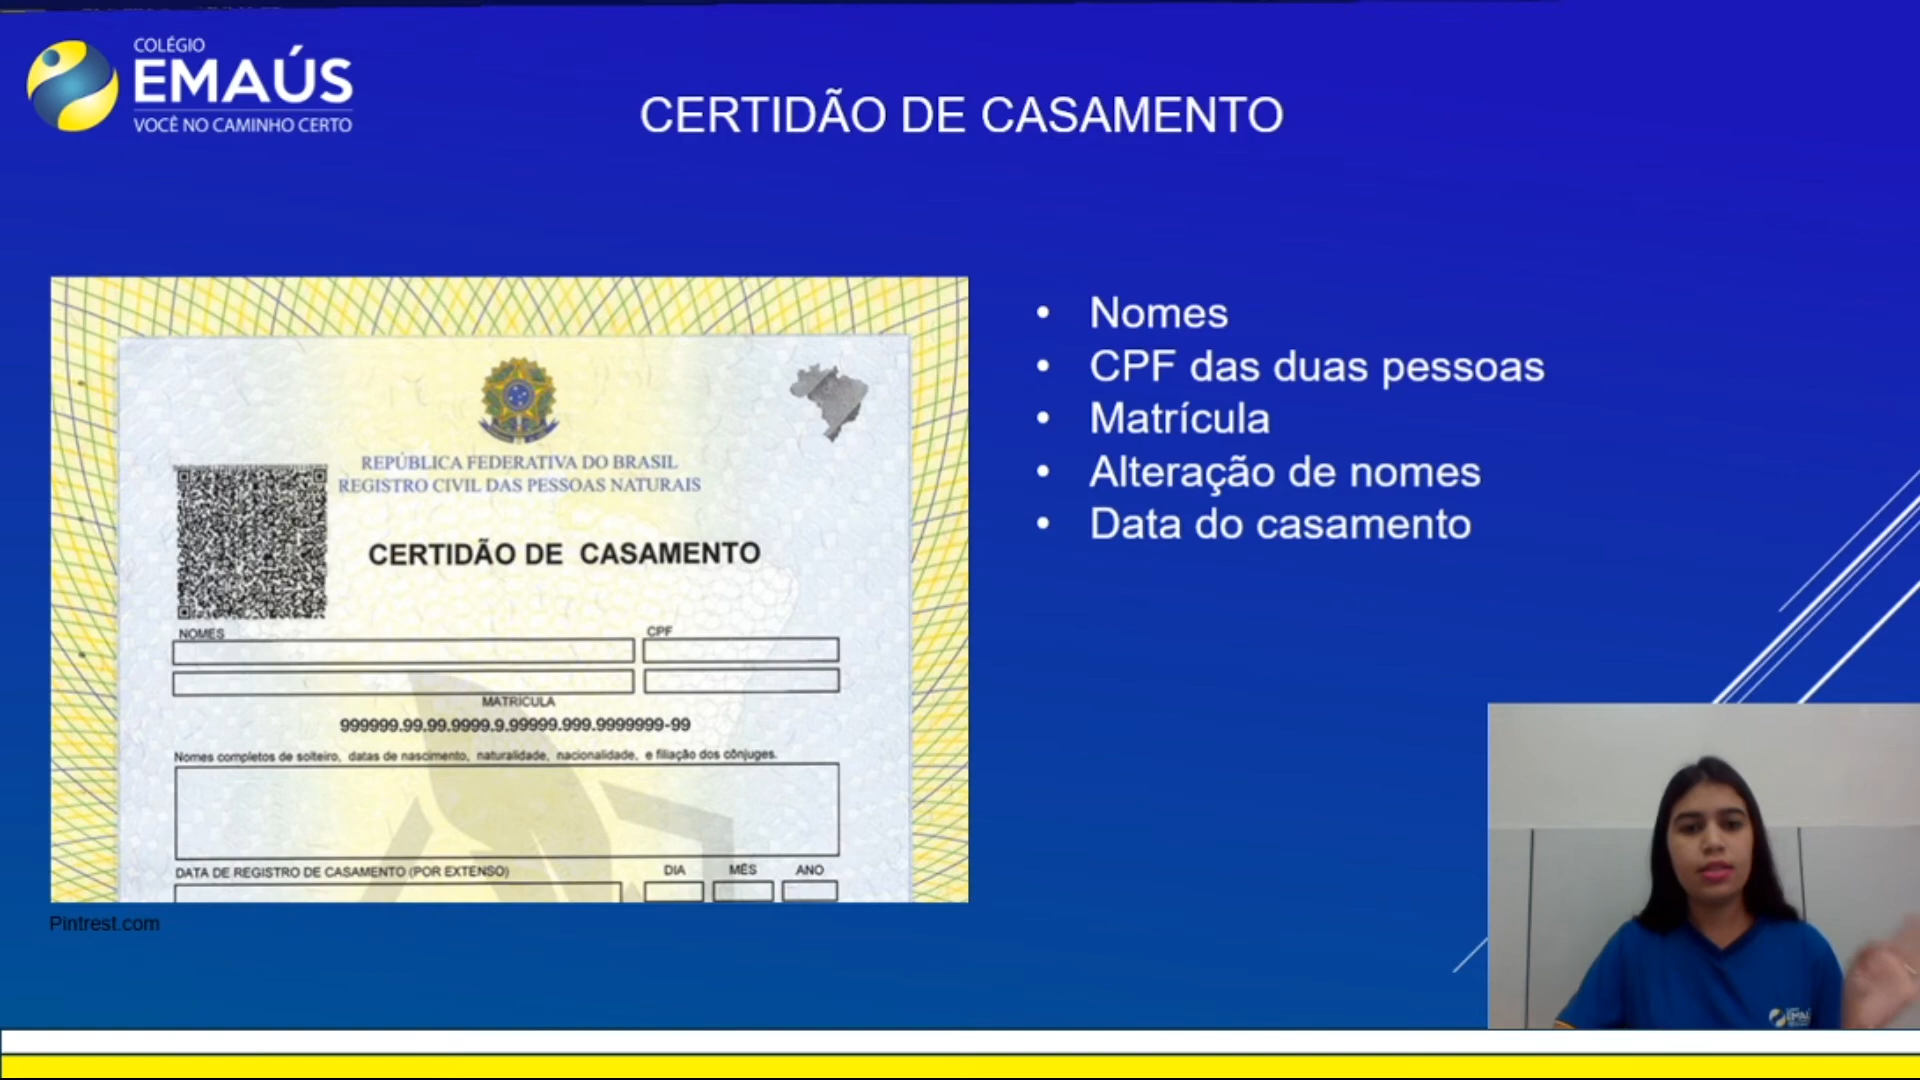 COLÉGIO
EMAÚS
VOCÊ NO CAMINHO CERTO
CERTIDÃO DE CASAMENTO
REPÚBLICA FEDERATIVA DO BRASIL
REGISTRO CIVIL DAS PESSOAS NATURAIS
CERTIDÃO DE CASAMENTO
NOMES
CPF
MATRÍCULA
999999.99.99.9999.9.99999.999.9999999-99
Nomes completos de solteiro, datas de nascimento, naturalidade, nacionalidade, e filiação dos cônjuges.
DATA DE REGISTRO DE CASAMENTO (POR EXTENSO)
DIA
MÊS
ANO
Pintrest.com
• Nomes
• CPF das duas pessoas
• Matrícula
• Alteração de nomes
• Data do casamento